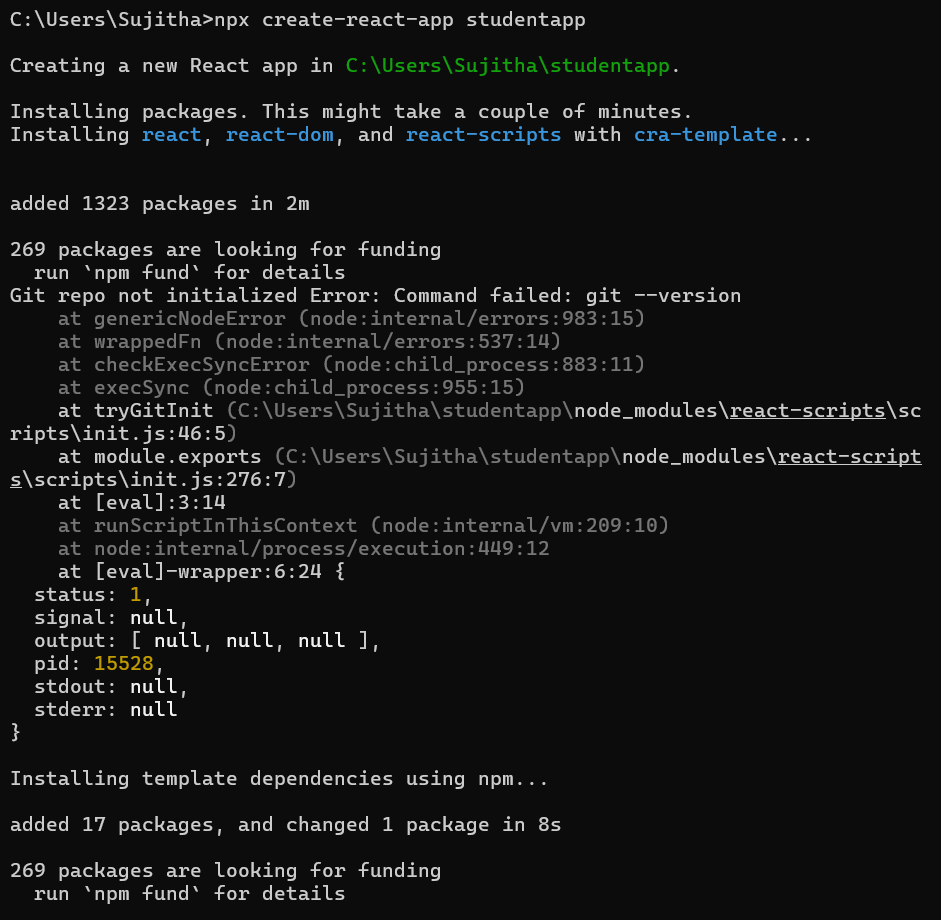 C:\Users\Sujitha>npx create-react-app studentapp
Creating a new React app in C:\Users\Sujitha\studentapp.
Installing packages. This might take a couple of minutes.
Installing react, react-dom, and react-scripts with cra-template...
added 1323 packages in 2m
269 packages are looking for funding
  run `npm fund` for details
Git repo not initialized Error: Command failed: git --version
    at genericNodeError (node:internal/errors:983:15)
    at wrappedFn (node:internal/errors:537:14)
    at checkExecSyncError (node:child_process:883:11)
    at execSync (node:child_process:955:15)
    at tryGitInit (C:\Users\Sujitha\studentapp\node_modules\react-scripts\sc
ripts\init.js:46:5)
    at module.exports (C:\Users\Sujitha\studentapp\node_modules\react-script
s\scripts\init.js:276:7)
    at [eval]:3:14
    at runScriptInThisContext (node:internal/vm:209:10)
    at node:internal/process/execution:449:12
    at [eval]-wrapper:6:24 {
  status: 1,
  signal: null,
  output: [ null, null, null ],
  pid: 15528,
  stdout: null,
  stderr: null
}
Installing template dependencies using npm...
added 17 packages, and changed 1 package in 8s
269 packages are looking for funding
  run `npm fund` for details